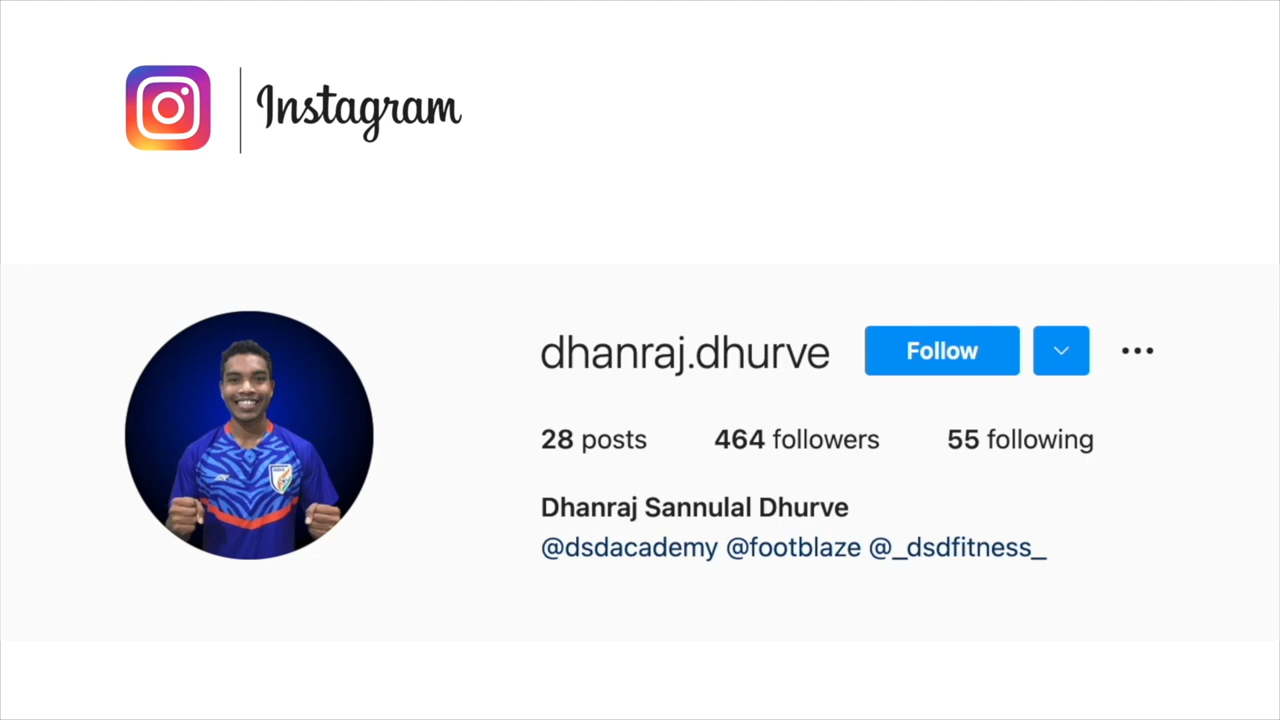 Instagram
dhanraj.dhurve Follow
28 posts 464 followers 55 following
Dhanraj Sannulal Dhurve
@dsdacademy @footblaze @_dsdfitness_